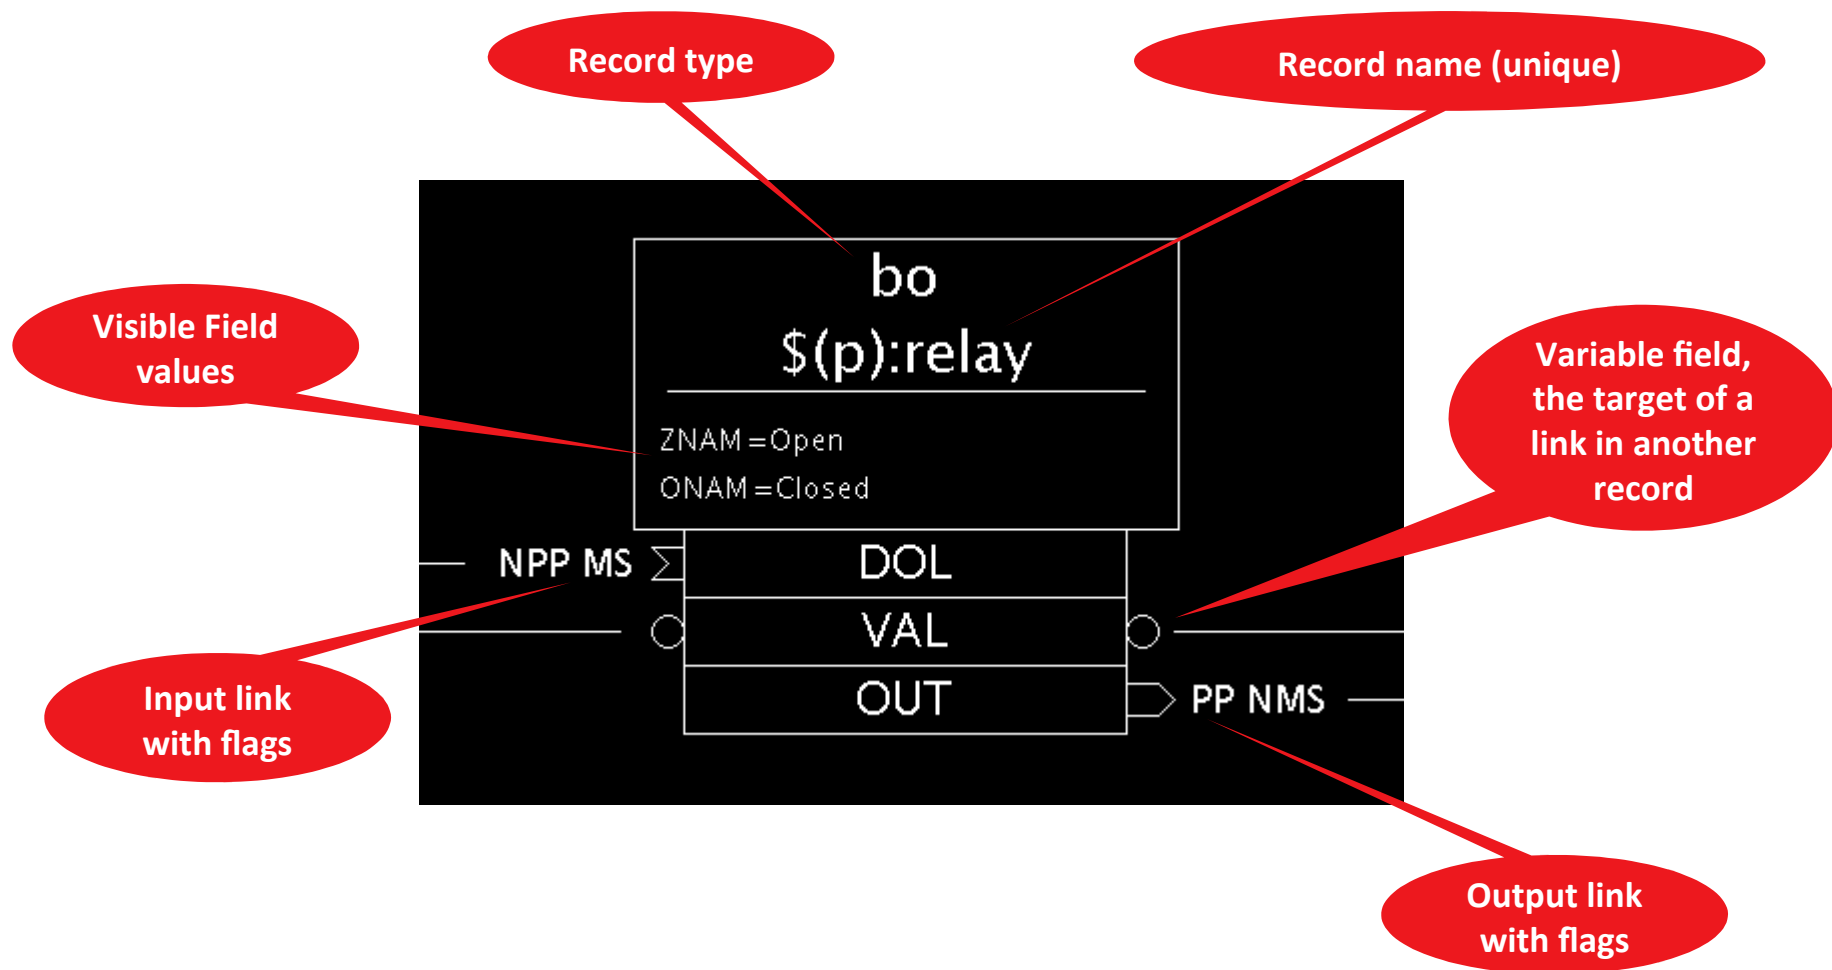 Record type
Record name (unique)
bo
$(p):relay
Visible Field
values
ZNAM=Open
ONAM=Closed
Variable field,
the target of a
link in another
record
NPP MS
DOL
VAL
OUT
PP NMS
Input link
with flags
Output link
with flags